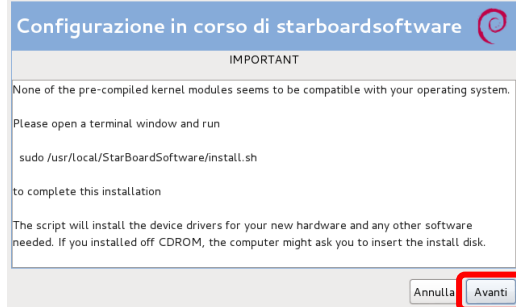 Configurazione in corso di starboardsoftware
IMPORTANT
None of the pre-compiled kernel modules seems to be compatible with your operating system.
Please open a terminal window and run
sudo /usr/local/StarBoardSoftware/install.sh
to complete this installation
The script will install the device drivers for your new hardware and any other software
needed. If you installed off CDROM, the computer might ask you to insert the install disk.
Annulla Avanti